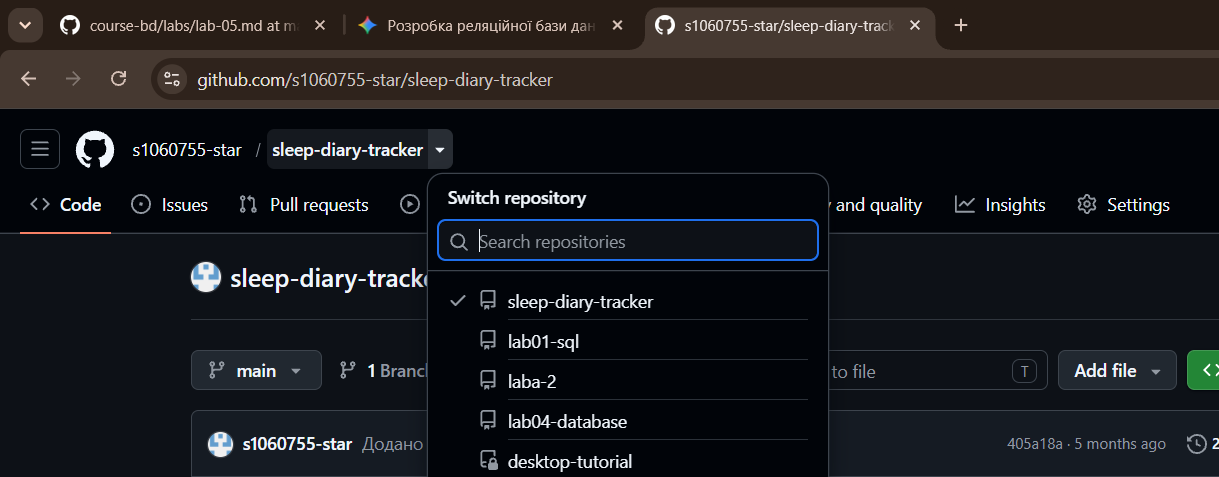 course-bd/labs/lab-05.md at ma
Розробка реляційної бази дан
s1060755-star/sleep-diary-track
github.com/s1060755-star/sleep-diary-tracker
s1060755-star / sleep-diary-tracker
Code Issues Pull requests y and quality Insights Settings
Switch repository
Search repositories
sleep-diary-tracke
sleep-diary-tracker
lab01-sql
main 1 Branch to file T Add file <>
laba-2
lab04-database
s1060755-star Додано 405a18a · 5 months ago 2
desktop-tutorial